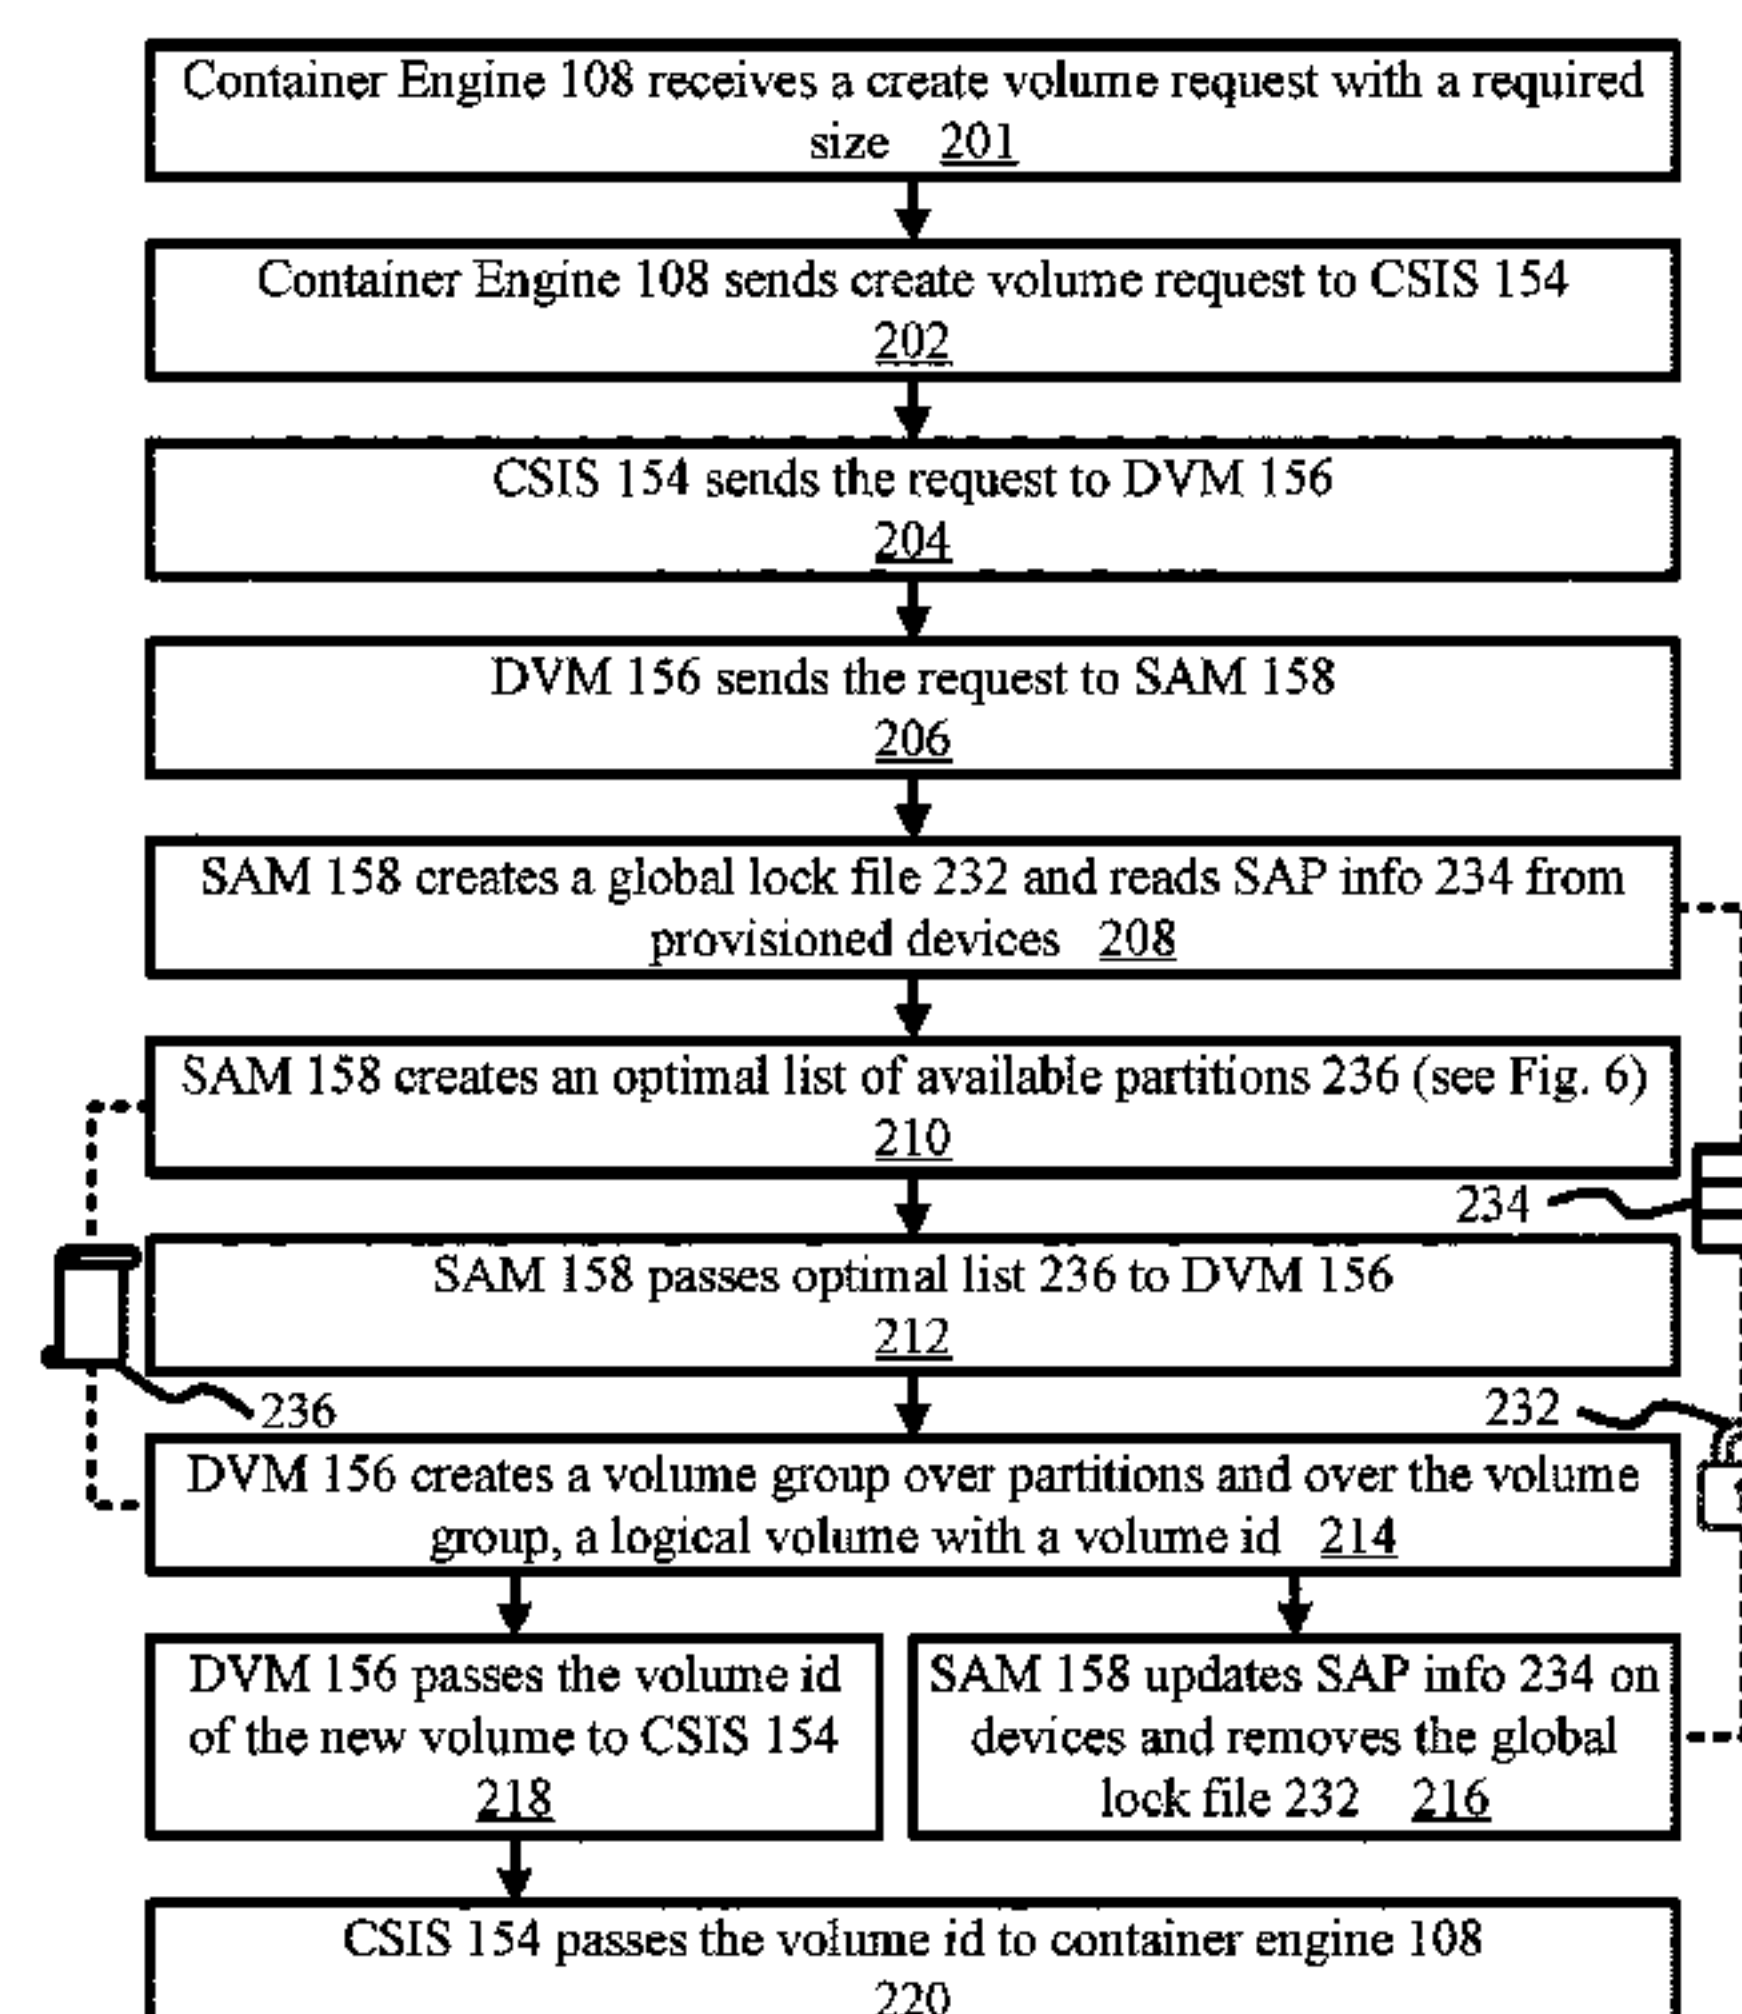 Container Engine 108 receives a create volume request with a required
size 201
Container Engine 108 sends create volume request to CSIS 154
202
CSIS 154 sends the request to DVM 156
204
DVM 156 sends the request to SAM 158
206
SAM 158 creates a global lock file 232 and reads SAP info 234 from
provisioned devices 208
SAM 158 creates an optimal list of available partitions 236 (see Fig. 6)
210
234
SAM 158 passes optimal list 236 to DVM 156
212
236
232
DVM 156 creates a volume group over partitions and over the volume
group, a logical volume with a volume id 214
DVM 156 passes the volume id
of the new volume to CSIS 154
218
SAM 158 updates SAP info 234 on
devices and removes the global
lock file 232 216
CSIS 154 passes the volume id to container engine 108
220